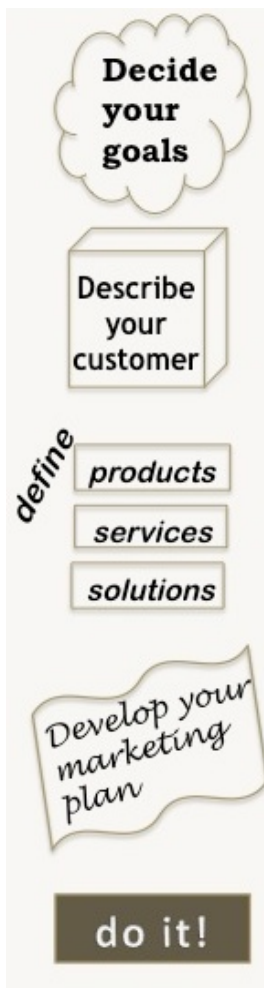 Decide
your
goals
Describe
your
customer
define
products
services
solutions
Develop your
marketing
plan
do it!